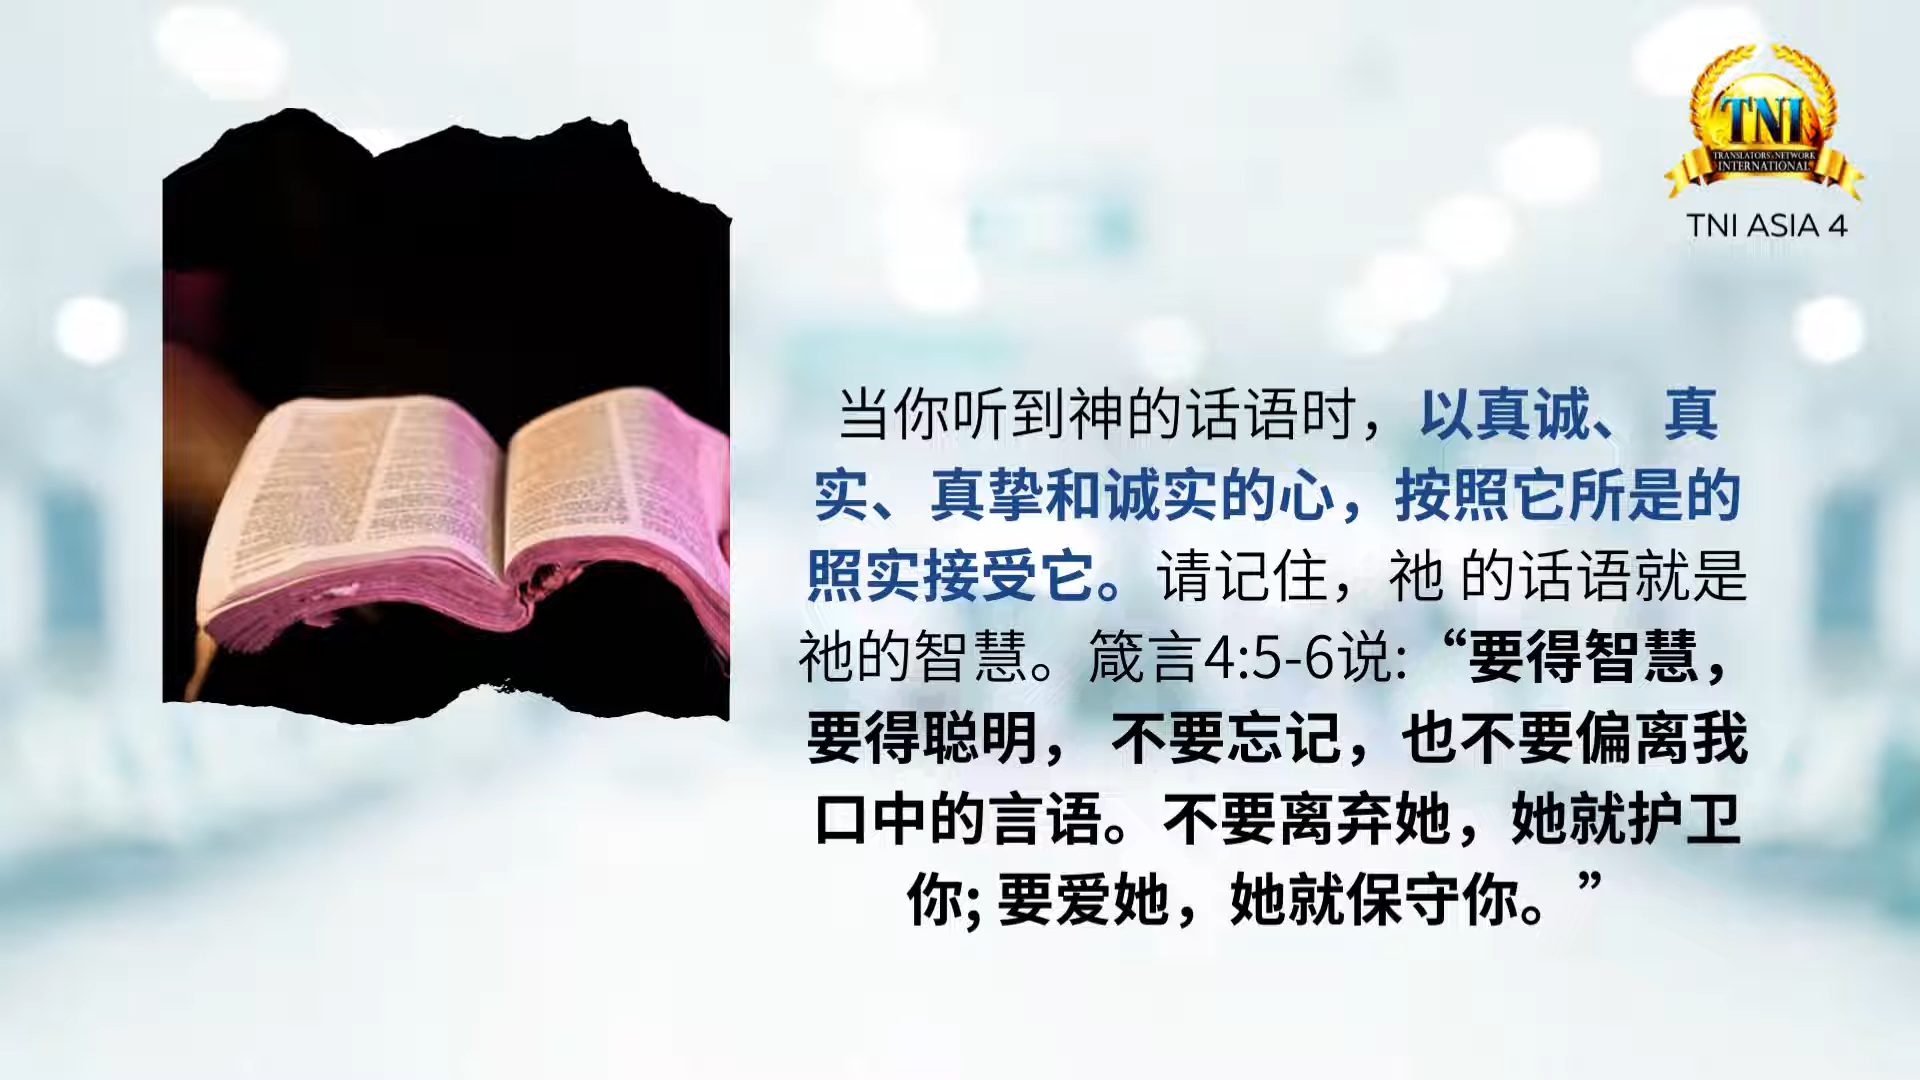 TNI
TRANSLATORS NETWORK
INTERNATIONAL
TNI ASIA 4
当你听到神的话语时，以真诚、 真
实、真挚和诚实的心，按照它所是的
照实接受它。请记住，祂 的话语就是
祂的智慧。箴言4:5-6说:“要得智慧，
要得聪明， 不要忘记，也不要偏离我
口中的言语。不要离弃她，她就护卫
你; 要爱她，她就保守你。”